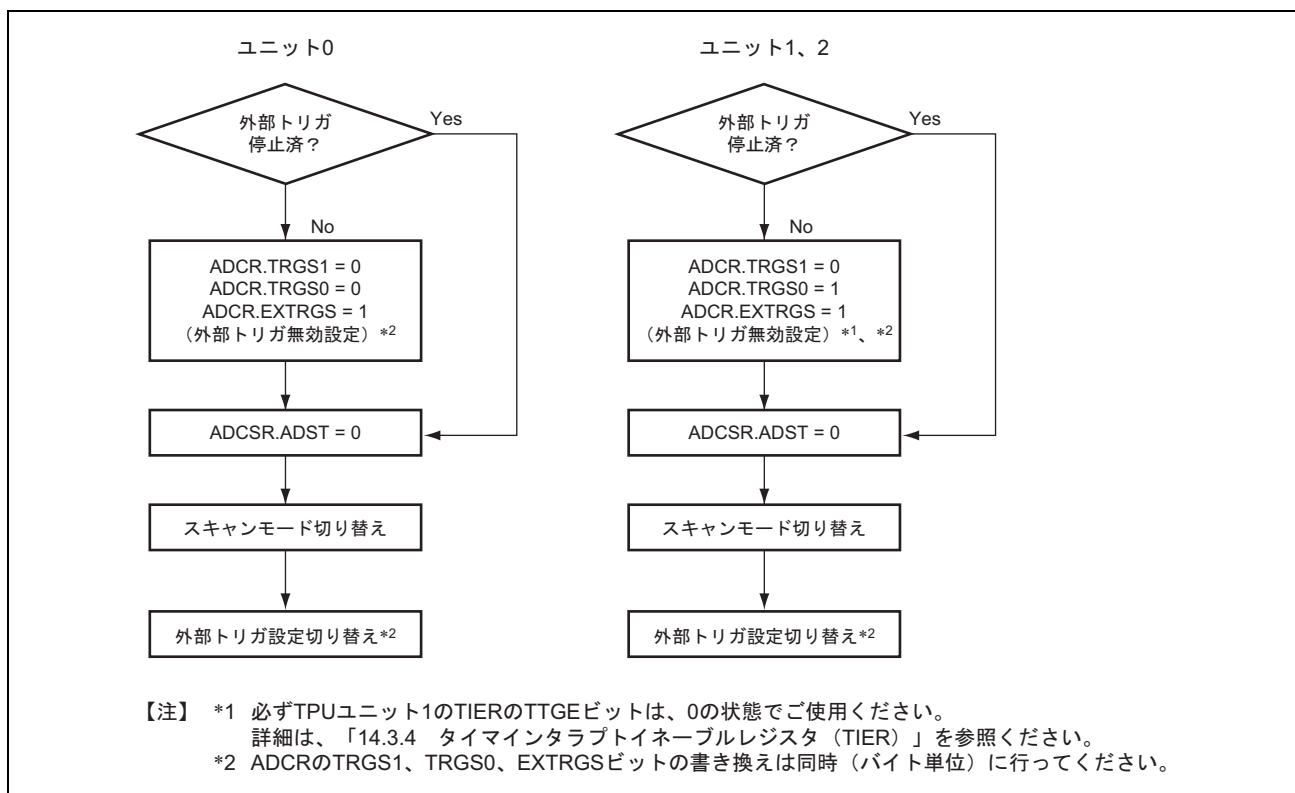 ユニット0
外部トリガ
停止済？
Yes
No
ADCR.TRGS1 = 0
ADCR.TRGS0 = 0
ADCR.EXTRGS = 1
（外部トリガ無効設定）*2
ADCSR.ADST = 0
スキャンモード切り替え
外部トリガ設定切り替え*2
ユニット1、2
外部トリガ
停止済？
Yes
No
ADCR.TRGS1 = 0
ADCR.TRGS0 = 1
ADCR.EXTRGS = 1
（外部トリガ無効設定）*1、*2
ADCSR.ADST = 0
スキャンモード切り替え
外部トリガ設定切り替え*2
【注】 *1 必ずTPUユニット1のTIERのTTGEビットは、0の状態でご使用ください。
詳細は、「14.3.4 タイマインタラプトイネーブルレジスタ（TIER）」を参照ください。
*2 ADCRのTRGS1、TRGS0、EXTRGSビットの書き換えは同時（バイト単位）に行ってください。